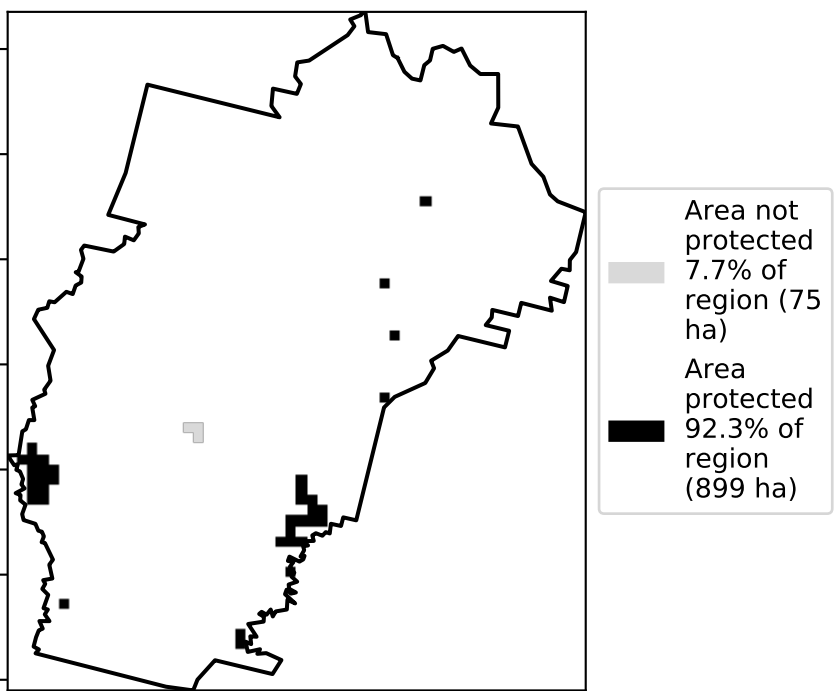 Area not
protected
7.7% of
region (75
ha)
Area
protected
92.3% of
region
(899 ha)